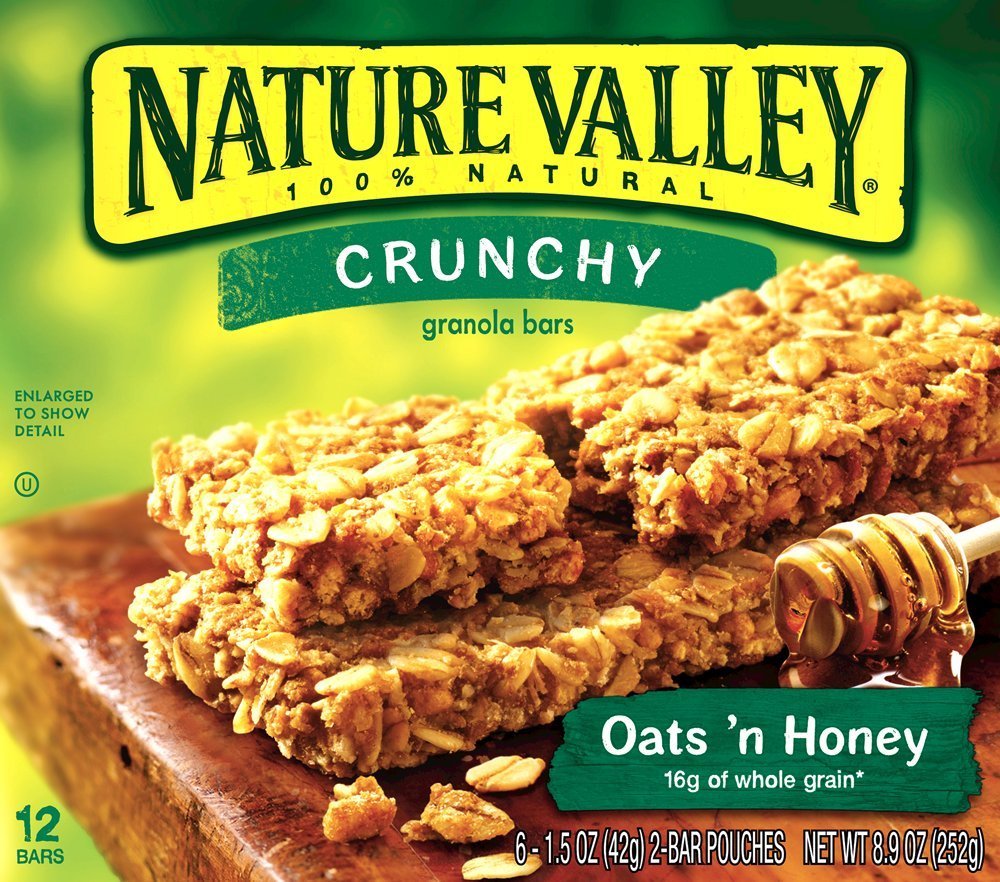 NATURE VALLEY®
100% NATURAL
CRUNCHY
granola bars
ENLARGED
TO SHOW
DETAIL
U
Oats 'n Honey
16g of whole grain*
12
BARS
6 - 1.5 OZ (42g) 2-BAR POUCHES NET WT 8.9 OZ (252g)